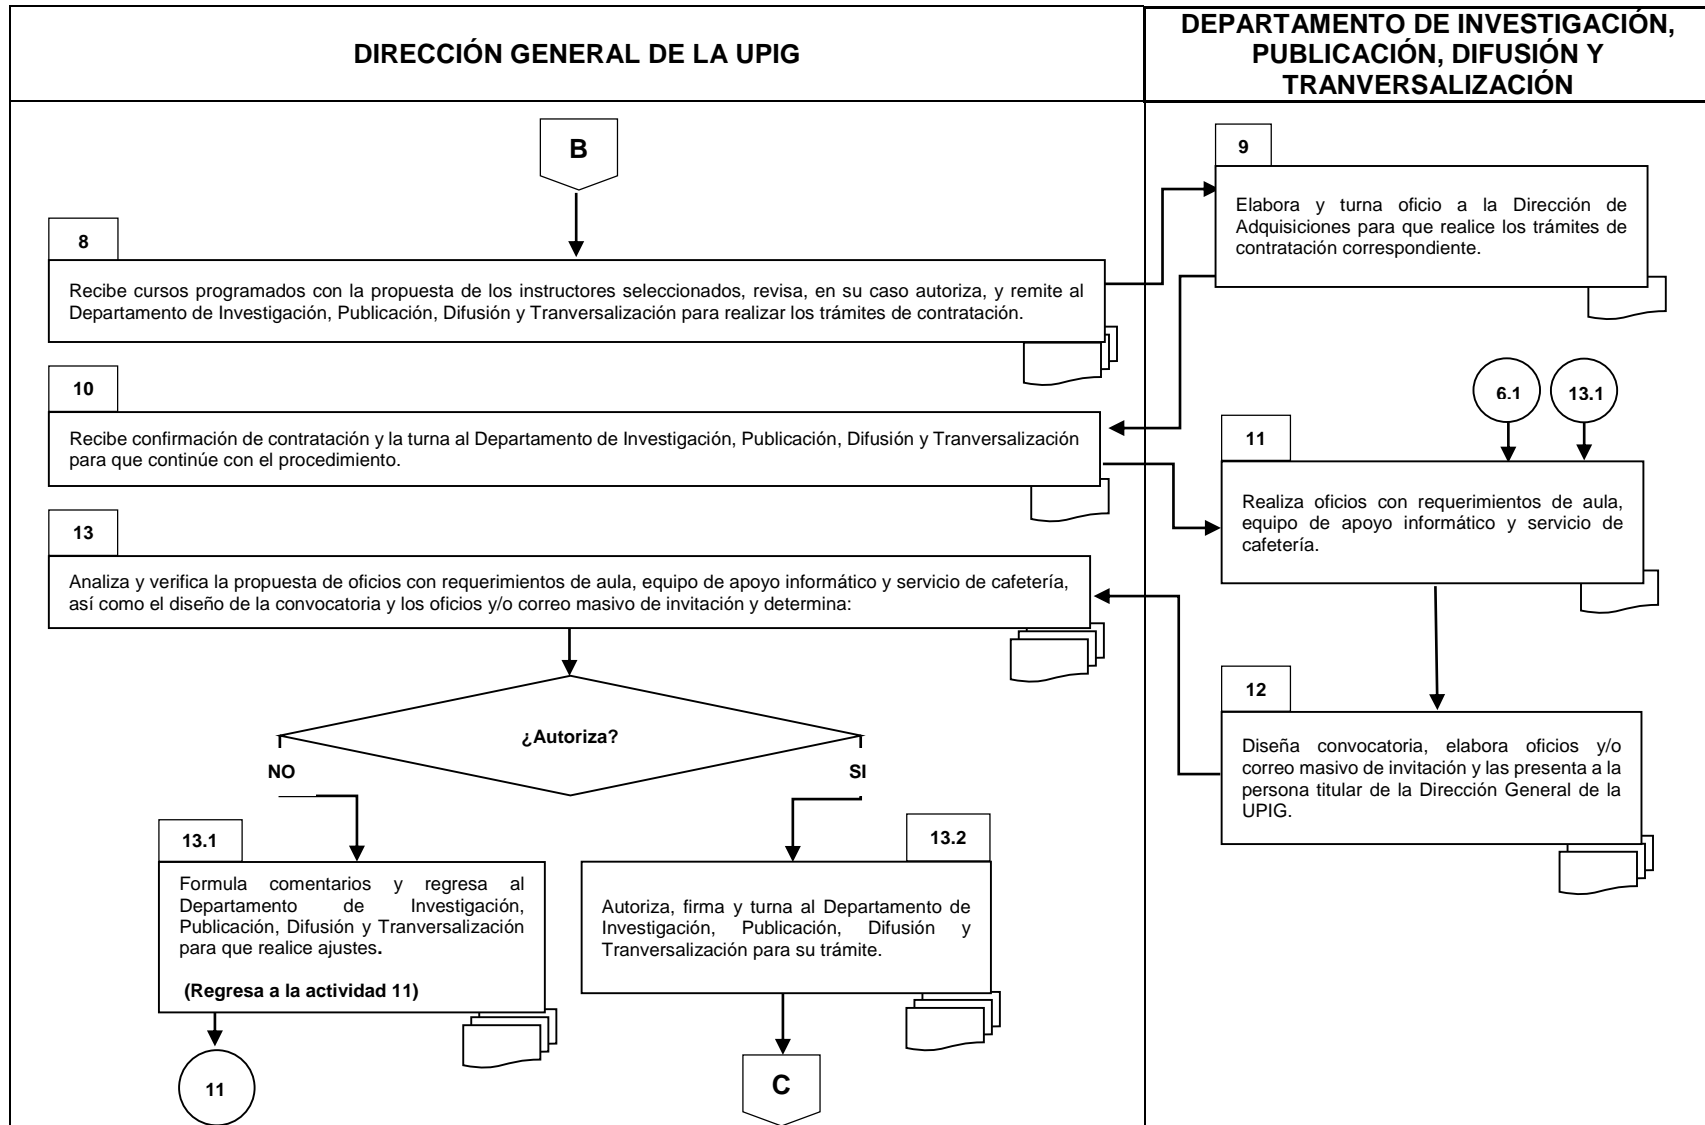 DIRECCIÓN GENERAL DE LA UPIG
DEPARTAMENTO DE INVESTIGACIÓN,
PUBLICACIÓN, DIFUSIÓN Y
TRANVERSALIZACIÓN
B
8
Recibe cursos programados con la propuesta de los instructores seleccionados, revisa, en su caso autoriza, y remite al
Departamento de Investigación, Publicación, Difusión y Tranversalización para realizar los trámites de contratación.
9
Elabora y turna oficio a la Dirección de
Adquisiciones para que realice los trámites de
contratación correspondiente.
10
Recibe confirmación de contratación y la turna al Departamento de Investigación, Publicación, Difusión y Tranversalización
para que continúe con el procedimiento.
6.1
13.1
11
Realiza oficios con requerimientos de aula,
equipo de apoyo informático y servicio de
cafetería.
12
Diseña convocatoria, elabora oficios y/o
correo masivo de invitación y las presenta a la
persona titular de la Dirección General de la
UPIG.
13
Analiza y verifica la propuesta de oficios con requerimientos de aula, equipo de apoyo informático y servicio de cafetería,
así como el diseño de la convocatoria y los oficios y/o correo masivo de invitación y determina:
¿Autoriza?
NO
SI
13.1
Formula comentarios y regresa al
Departamento de Investigación,
Publicación, Difusión y Tranversalización
para que realice ajustes.
(Regresa a la actividad 11)
11
13.2
Autoriza, firma y turna al Departamento de
Investigación, Publicación, Difusión y
Tranversalización para su trámite.
C